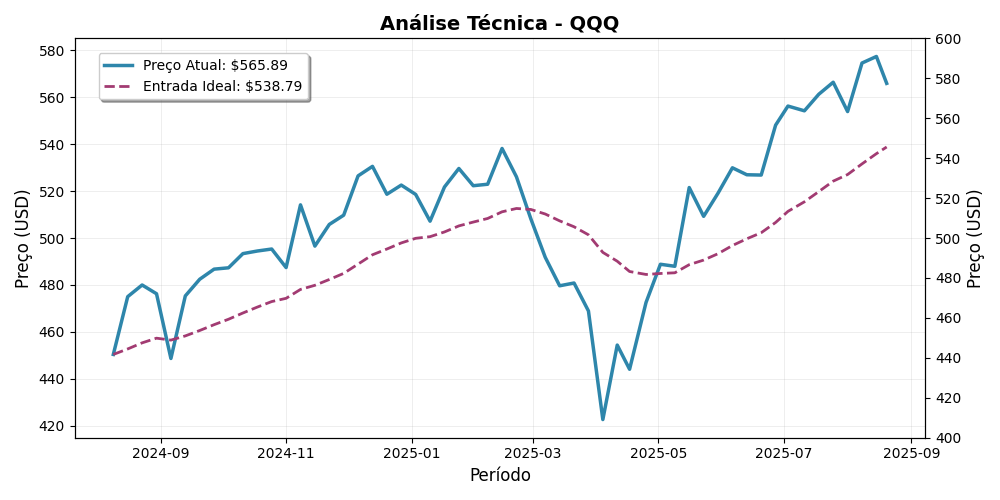 Análise Técnica - QQQ
Preço Atual: $565.89
Entrada Ideal: $538.79
Preço (USD)
580
560
540
520
500
480
460
440
420
600
580
560
540
520
500
480
460
440
420
400
Preço (USD)
2024-09 2024-11 2025-01 2025-03 2025-05 2025-07 2025-09
Período